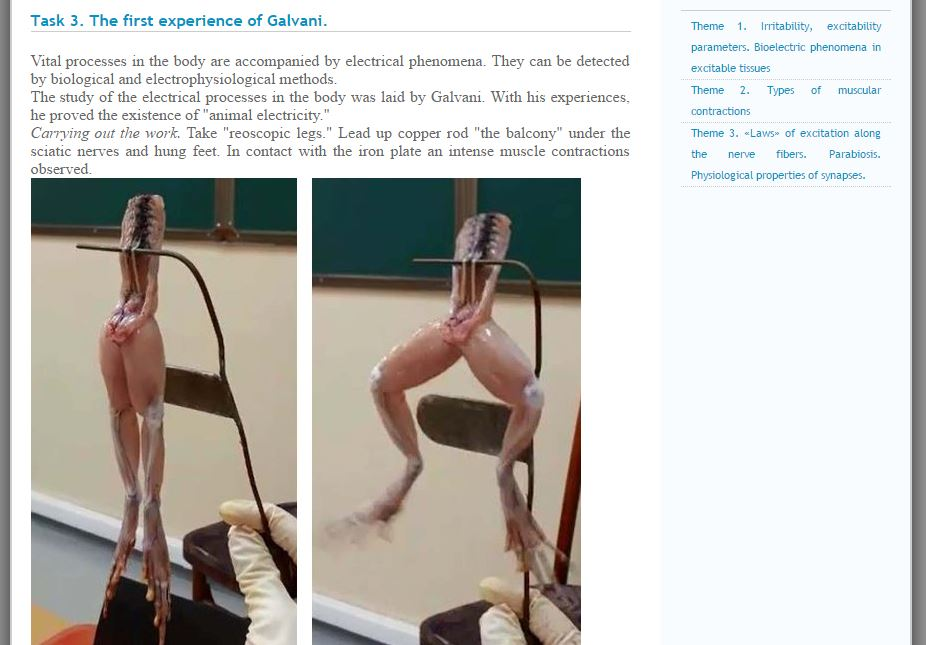 Task 3. The first experience of Galvani.
Vital processes in the body are accompanied by electrical phenomena. They can be detected
by biological and electrophysiological methods.
The study of the electrical processes in the body was laid by Galvani. With his experiences,
he proved the existence of "animal electricity."
Carrying out the work. Take "reoscopic legs." Lead up copper rod "the balcony" under the
sciatic nerves and hung feet. In contact with the iron plate an intense muscle contractions
observed.
Theme 1. Irritability, excitability
parameters. Bioelectric phenomena in
excitable tissues
Theme 2. Types of muscular
contractions
Theme 3. «Laws» of excitation along
the nerve fibers. Parabiosis.
Physiological properties of synapses.